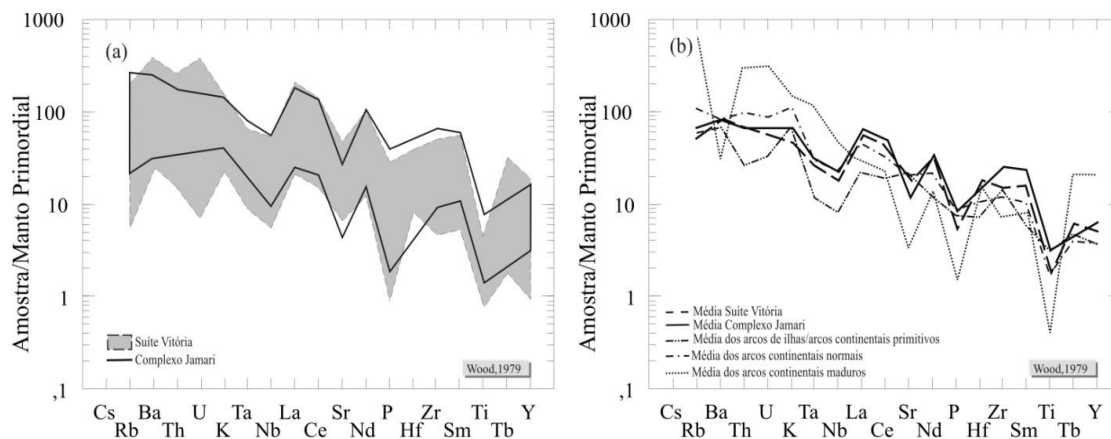 (a)
Amostra/Manto Primordial
1000
100
10
1
,1
Suíte Vitória
Complexo Jamari
Wood,1979
Cs Ba U Ta La Sr P Zr Ti Y
Rb Th K Nb Ce Nd Hf Sm Tb
(b)
Amostra/Manto Primordial
1000
100
10
1
,1
Média Suíte Vitória
Média Complexo Jamari
Média dos arcos de ilhas/arcos continentais primitivos
Média dos arcos continentais normais
Média dos arcos continentais maduros
Wood,1979
Cs Ba U Ta La Sr P Zr Ti Y
Rb Th K Nb Ce Nd Hf Sm Tb